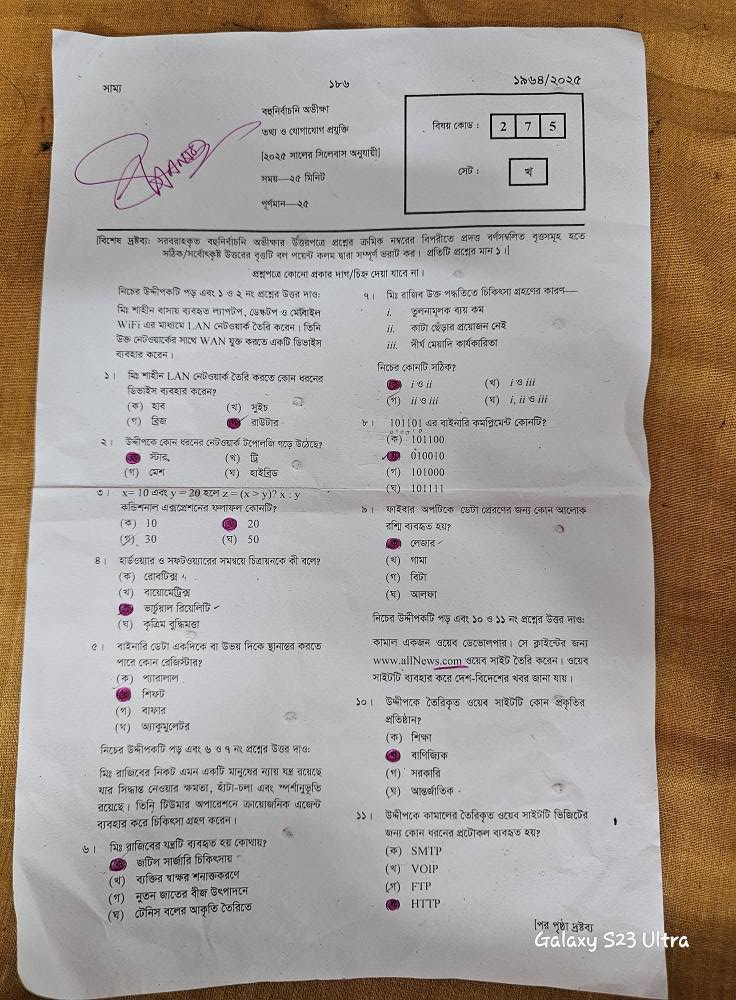 সাম্য
১৮৬
১৯৬৪/২০২৫
বহুনির্বাচনি অভীক্ষা
তথ্য ও যোগাযোগ প্রযুক্তি
[২০২৫ সালের সিলেবাস অনুযায়ী]
সময়—২৫ মিনিট
পূর্ণমান—২৫
বিষয় কোড : 2 7 5
সেট : খ
[বিশেষ দ্রষ্টব্য: সরবরাহকৃত বহুনির্বাচনি অভীক্ষার উত্তরপত্রে প্রশ্নের ক্রমিক নম্বরের বিপরীতে প্রদত্ত বর্ণসম্বলিত বৃত্তসমূহ হতে
সঠিক/সর্বোৎকৃষ্ট উত্তরের বৃত্তটি বল পয়েন্ট কলম দ্বারা সম্পূর্ণ ভরাট কর। প্রতিটি প্রশ্নের মান ১।]
প্রশ্নপত্রে কোনো প্রকার দাগ/চিহ্ন দেয়া যাবে না।
নিচের উদ্দীপকটি পড় এবং ১ ও ২ নং প্রশ্নের উত্তর দাও:
মিঃ শাহীন বাসায় ব্যবহৃত ল্যাপটপ, ডেস্কটপ ও মোবাইল
WiFi এর মাধ্যমে LAN নেটওয়ার্ক তৈরি করেন। তিনি
উক্ত নেটওয়ার্কের সাথে WAN যুক্ত করতে একটি ডিভাইস
ব্যবহার করেন।
১। মিঃ শাহীন LAN নেটওয়ার্ক তৈরি করতে কোন ধরনের
ডিভাইস ব্যবহার করেন?
(ক) হাব (খ) সুইচ
(গ) ব্রিজ রাউটার
২। উদ্দীপকে কোন ধরনের নেটওয়ার্ক টপোলজি গড়ে উঠেছে?
স্টার (খ) ট্রি
(গ) মেশ (ঘ) হাইব্রিড
৩। x= 10 এবং y = 20 হলে z = (x > y)? x : y
কন্ডিশনাল এক্সপ্রেশনের ফলাফল কোনটি?
(ক) 10 20
(গ) 30 (ঘ) 50
৪। হার্ডওয়্যার ও সফটওয়্যারের সমন্বয়ে চিত্রায়নকে কী বলে?
(ক) রোবটিক্স
(খ) বায়োমেট্রিক্স
ভার্চুয়াল রিয়েলিটি
(ঘ) কৃত্রিম বুদ্ধিমত্তা
৫। বাইনারি ডেটা একদিকে বা উভয় দিকে স্থানান্তর করতে
পারে কোন রেজিস্টার?
(ক) প্যারালাল
শিফট
(গ) বাফার
(ঘ) অ্যাকুমুলেটর
নিচের উদ্দীপকটি পড় এবং ৬ ও ৭ নং প্রশ্নের উত্তর দাও:
মিঃ রাজিবের নিকট এমন একটি মানুষের ন্যায় যন্ত্র রয়েছে
যার সিদ্ধান্ত নেওয়ার ক্ষমতা, হাঁটা-চলা এবং স্পর্শানুভূতি
রয়েছে। তিনি টিউমার অপারেশনে ক্রায়োজনিক এজেন্ট
ব্যবহার করে চিকিৎসা গ্রহণ করেন।
৬। মিঃ রাজিবের যন্ত্রটি ব্যবহৃত হয় কোথায়?
জটিল সার্জারি চিকিৎসায়
(খ) ব্যক্তির স্বাক্ষর শনাক্তকরণে
(গ) নূতন জাতের বীজ উৎপাদনে
(ঘ) টেনিস বলের আকৃতি তৈরিতে
৭। মিঃ রাজিব উক্ত পদ্ধতিতে চিকিৎসা গ্রহণের কারণ—
i. তুলনামূলক ব্যয় কম
ii. কাটা ছেঁড়ার প্রয়োজন নেই
iii. দীর্ঘ মেয়াদি কার্যকারিতা
নিচের কোনটি সঠিক?
i ও ii (খ) i ও iii
(গ) ii ও iii (ঘ) i, ii ও iii
৮। 101101 এর বাইনারি কমপ্লিমেন্ট কোনটি?
(ক) 101100
010010
(গ) 101000
(ঘ) 101111
৯। ফাইবার অপটিকে ডেটা প্রেরণের জন্য কোন আলোক
রশ্মি ব্যবহৃত হয়?
লেজার
(খ) গামা
(গ) বিটা
(ঘ) আলফা
নিচের উদ্দীপকটি পড় এবং ১০ ও ১১ নং প্রশ্নের উত্তর দাও:
কামাল একজন ওয়েব ডেভেলপার। সে ক্লাইন্টের জন্য
www.allNews.com ওয়েব সাইট তৈরি করেন। ওয়েব
সাইটটি ব্যবহার করে দেশ-বিদেশের খবর জানা যায়।
১০। উদ্দীপকে তৈরিকৃত ওয়েব সাইটটি কোন প্রকৃতির
প্রতিষ্ঠান?
(ক) শিক্ষা
বাণিজ্যিক
(গ) সরকারি
(ঘ) আন্তর্জাতিক
১১। উদ্দীপকে কামালের তৈরিকৃত ওয়েব সাইটটি ভিজিটের
জন্য কোন ধরনের প্রটোকল ব্যবহৃত হয়?
(ক) SMTP
(খ) VOIP
(গ) FTP
HTTP
[পর পৃষ্ঠা দ্রষ্টব্য
Galaxy S23 Ultra